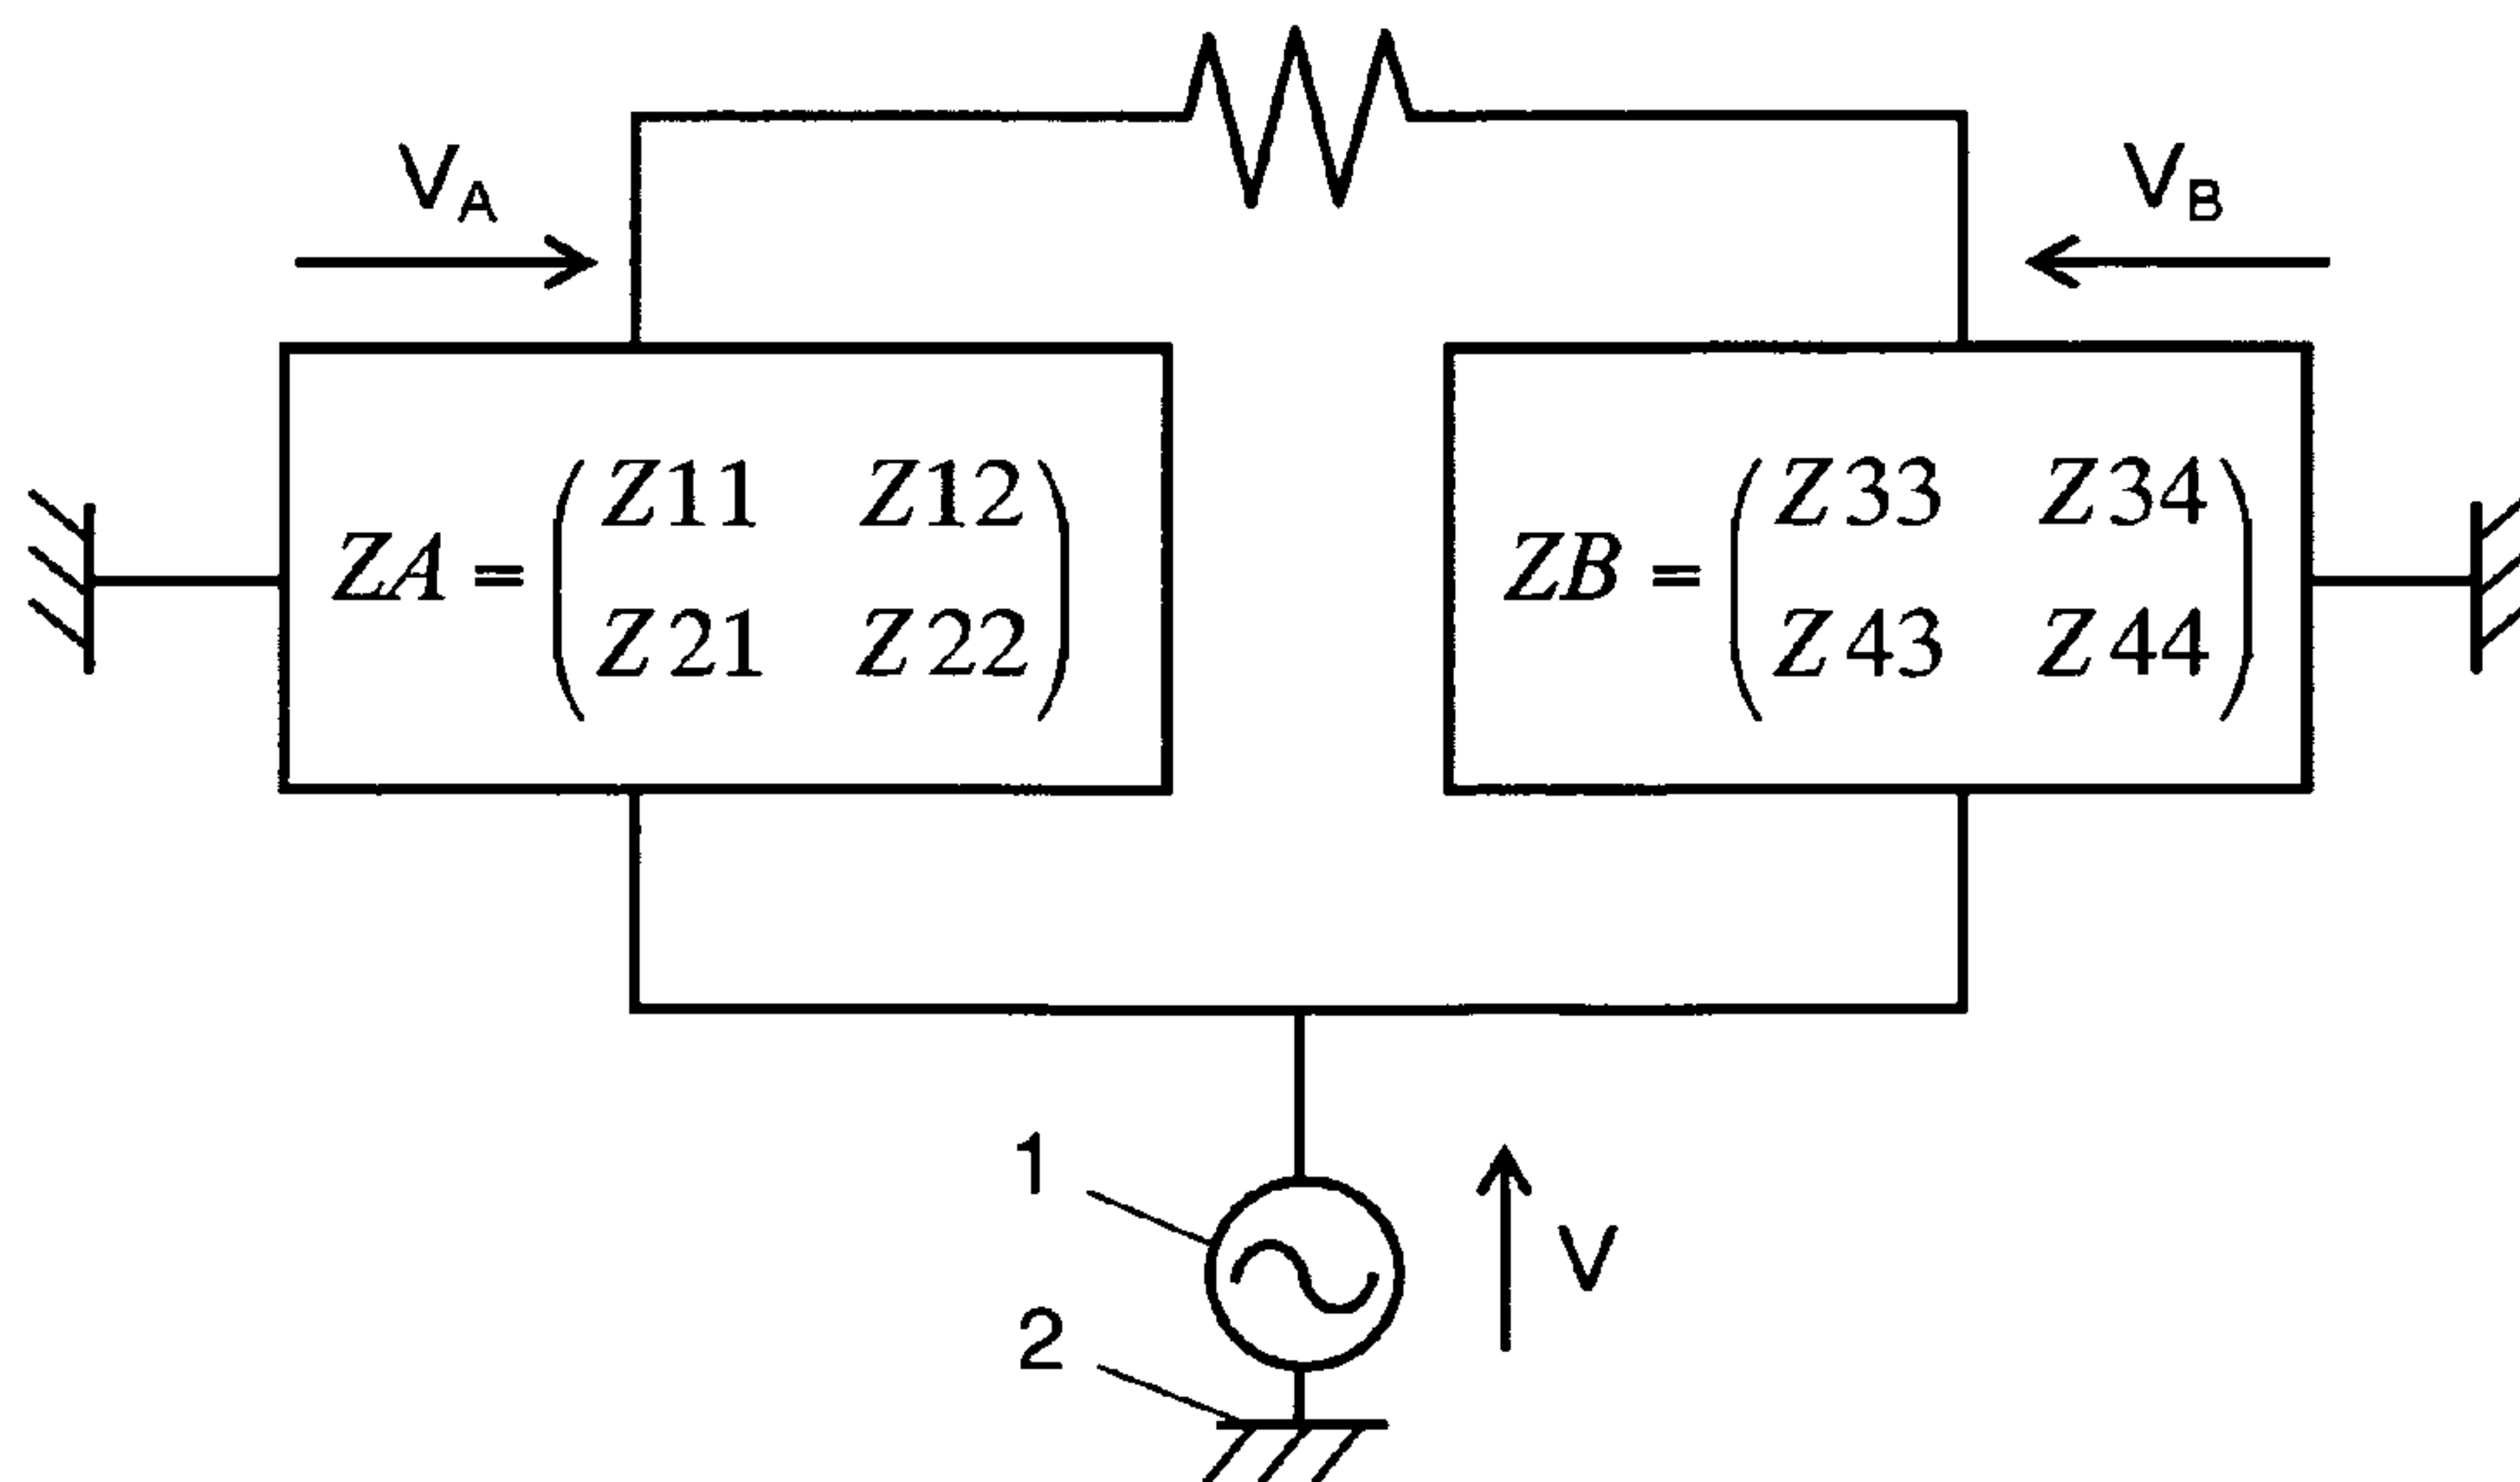 VA
VB
ZA = (Z11 Z12
Z21 Z22)
ZB = (Z33 Z34
Z43 Z44)
1
V
2